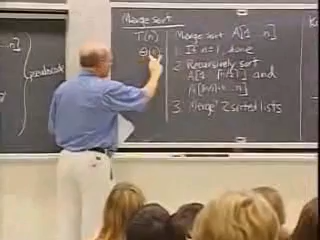 n]
pseudocode
Merge sort
T(n)
Θ(1)
Merge sort A[1 .. n]
1. If n=1, done
2. Recursively sort
A[1 .. ⌈n/2⌉] and
A[⌈n/2⌉+1 .. n]
3. "Merge" 2 sorted lists